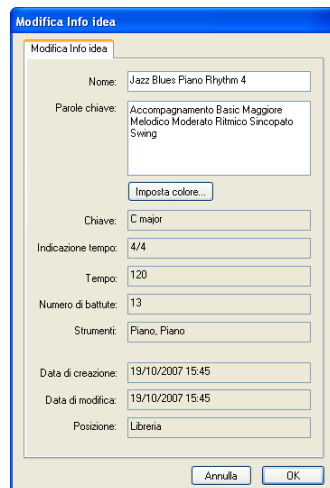 Modifica Info idea
Modifica Info idea
Nome: Jazz Blues Piano Rhythm 4
Parole chiave: Accompagnamento Basic Maggiore
Melodico Moderato Ritmico Sincopato
Swing
Imposta colore...
Chiave: C major
Indicazione tempo: 4/4
Tempo: 120
Numero di battute: 13
Strumenti: Piano, Piano
Data di creazione: 19/10/2007 15:45
Data di modifica: 19/10/2007 15:45
Posizione: Libreria
Annulla OK